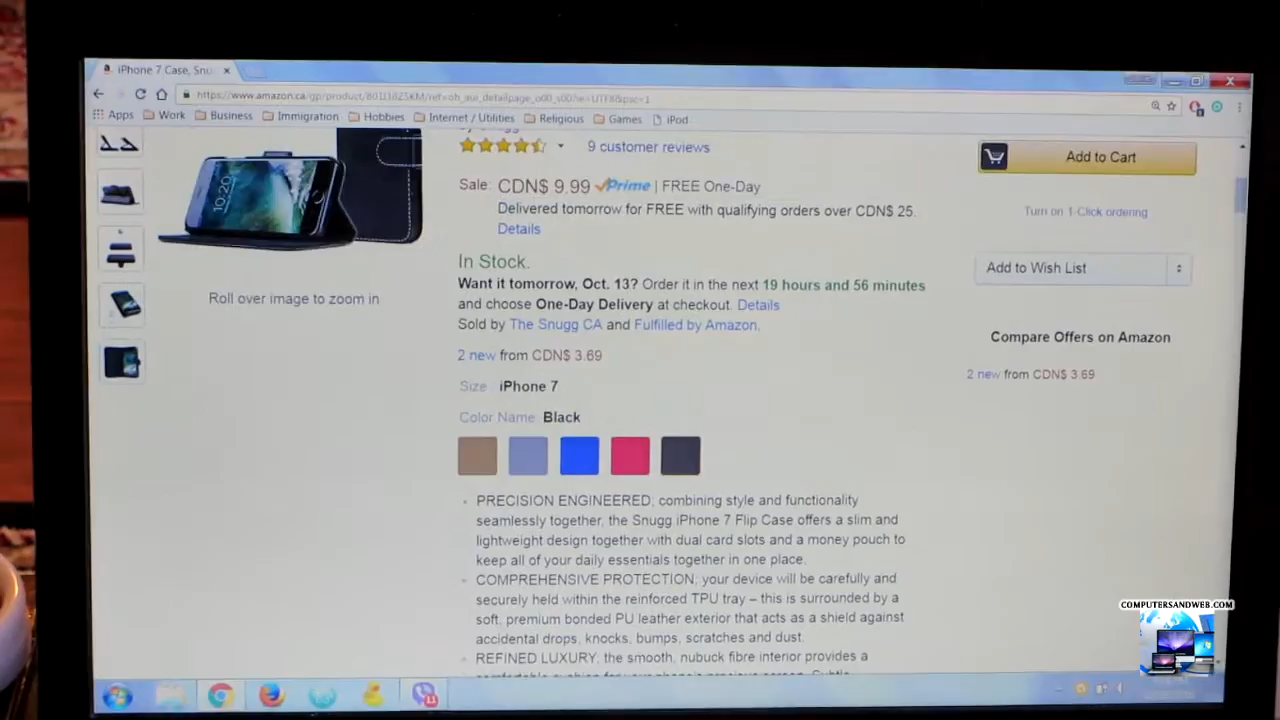 iPhone 7 Case, Snu
Apps Work Business Immigration Hobbies Internet / Utilities Religious Games iPod
9 customer reviews
Add to Cart
Sale: CDN$ 9.99 Prime | FREE One-Day
Delivered tomorrow for FREE with qualifying orders over CDN$ 25.
Details
Turn on 1-Click ordering
In Stock.
Want it tomorrow, Oct. 13? Order it in the next 19 hours and 56 minutes
and choose One-Day Delivery at checkout. Details
Sold by The Snugg CA and Fulfilled by Amazon.
Add to Wish List
10:20
Roll over image to zoom in
2 new from CDN$ 3.69
Compare Offers on Amazon
2 new from CDN$ 3.69
Size: iPhone 7
Color Name: Black
PRECISION ENGINEERED; combining style and functionality
seamlessly together, the Snugg iPhone 7 Flip Case offers a slim and
lightweight design together with dual card slots and a money pouch to
keep all of your daily essentials together in one place.
COMPREHENSIVE PROTECTION; your device will be carefully and
securely held within the reinforced TPU tray – this is surrounded by a
soft, premium bonded PU leather exterior that acts as a shield against
accidental drops, knocks, bumps, scratches and dust.
REFINED LUXURY; the smooth, nubuck fibre interior provides a
COMPUTERSANDWEB.COM